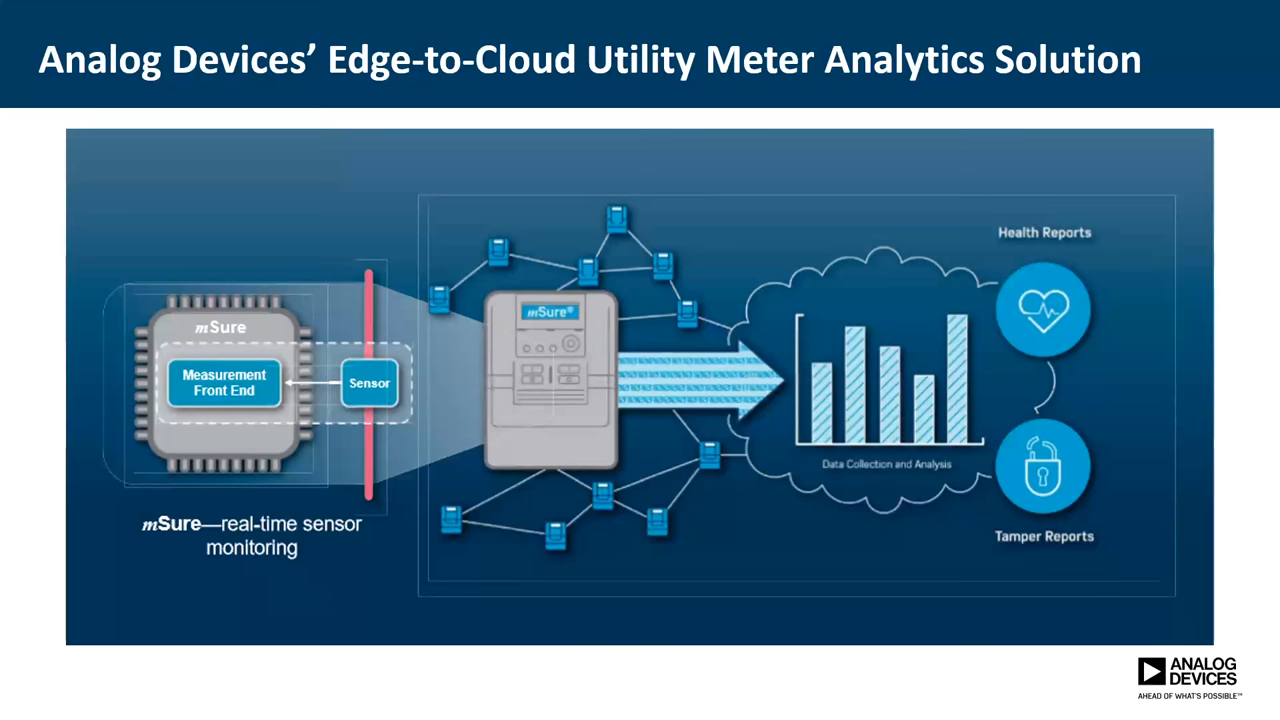 Analog Devices’ Edge-to-Cloud Utility Meter Analytics Solution
mSure
Measurement
Front End
Sensor
mSure—real-time sensor
monitoring
mSure®
Data Collection and Analysis
Health Reports
Tamper Reports
ANALOG
DEVICES
AHEAD OF WHAT'S POSSIBLE™